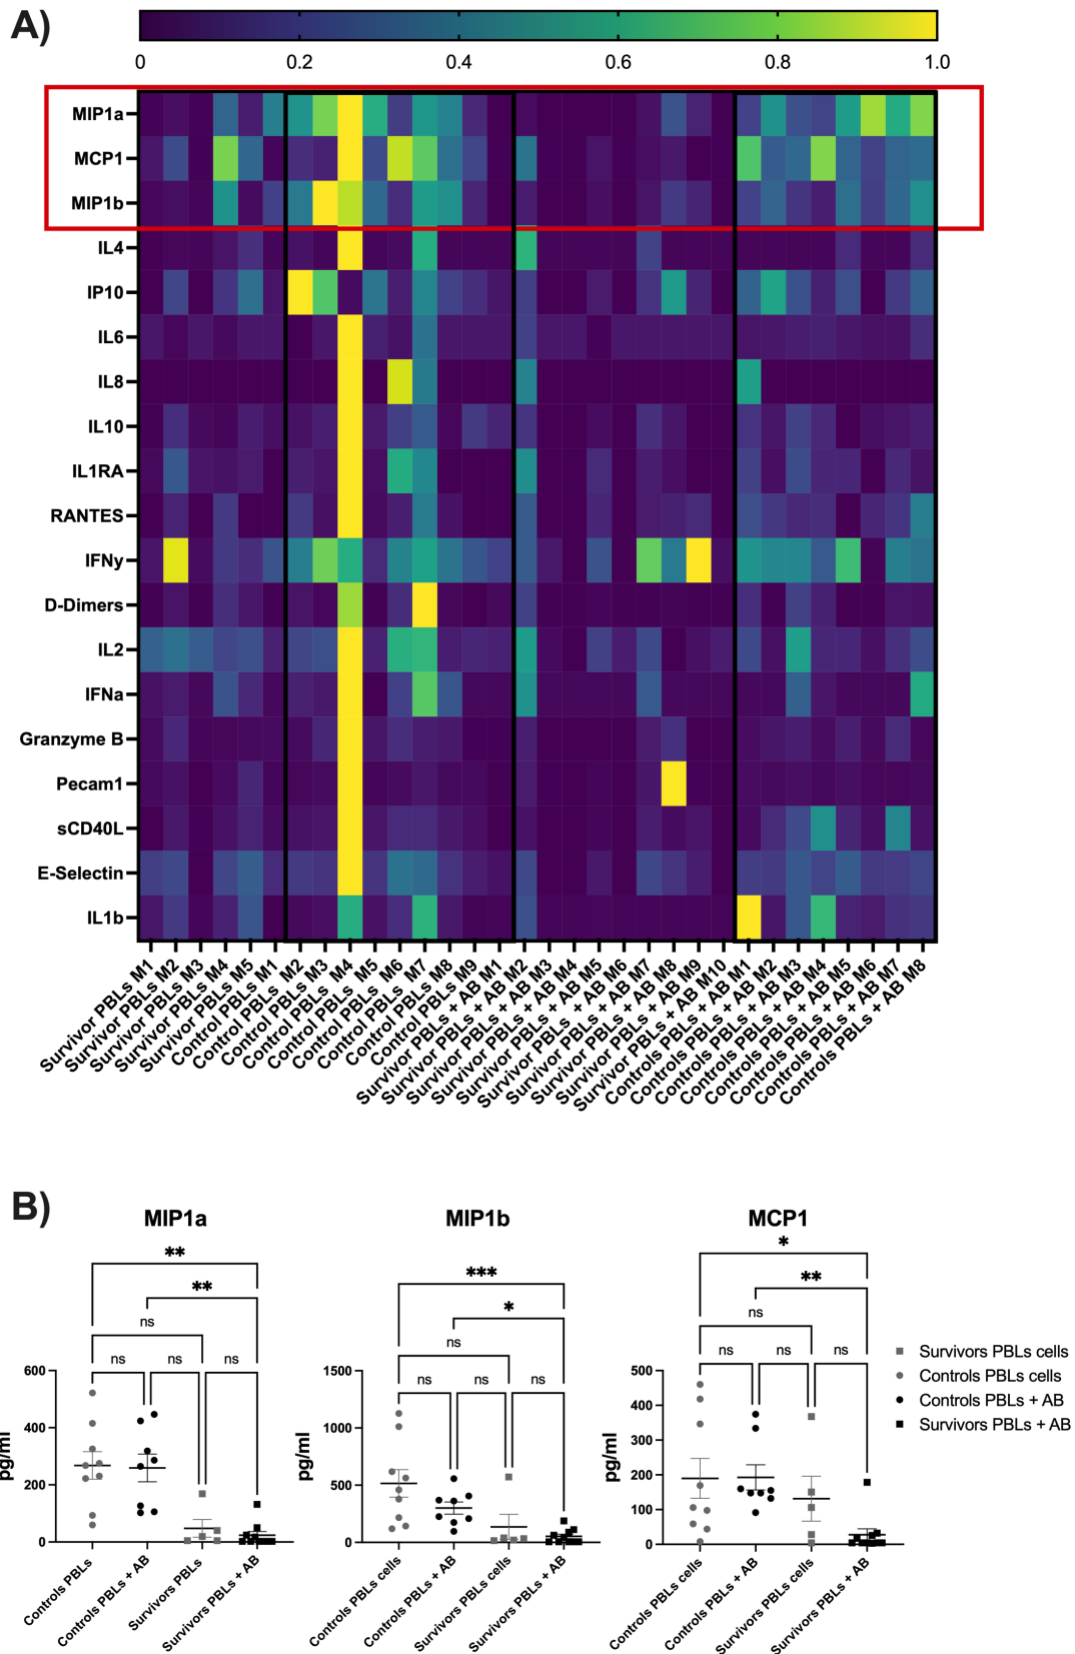 A)
0 0.2 0.4 0.6 0.8 1.0
MIP1a
MCP1
MIP1b
IL4
IP10
IL6
IL8
IL10
IL1RA
RANTES
IFNy
D-Dimers
IL2
IFNa
Granzyme B
Pecam1
sCD40L
E-Selectin
IL1b
Survivor PBLs M1
Survivor PBLs M2
Survivor PBLs M3
Survivor PBLs M4
Survivor PBLs M5
Control PBLs M1
Control PBLs M2
Control PBLs M3
Control PBLs M4
Control PBLs M5
Control PBLs M6
Control PBLs M7
Control PBLs M8
Control PBLs M9
Survivor PBLs + AB M1
Survivor PBLs + AB M2
Survivor PBLs + AB M3
Survivor PBLs + AB M4
Survivor PBLs + AB M5
Survivor PBLs + AB M6
Survivor PBLs + AB M7
Survivor PBLs + AB M8
Survivor PBLs + AB M9
Survivor PBLs + AB M10
Controls PBLs + AB M1
Controls PBLs + AB M2
Controls PBLs + AB M3
Controls PBLs + AB M4
Controls PBLs + AB M5
Controls PBLs + AB M6
Controls PBLs + AB M7
Controls PBLs + AB M8
B)
MIP1a
**
**
ns
ns ns ns
600
400
200
0
pg/ml
Controls PBLs
Controls PBLs + AB
Survivors PBLs
Survivors PBLs + AB
MIP1b
***
*
ns
ns ns ns
1500
1000
500
0
pg/ml
Controls PBLs cells
Controls PBLs + AB
Survivors PBLs cells
Survivors PBLs + AB
MCP1
*
**
ns
ns ns ns
500
400
300
200
100
0
pg/ml
Controls PBLs cells
Controls PBLs + AB
Survivors PBLs cells
Survivors PBLs + AB
Survivors PBLs cells
Controls PBLs cells
Controls PBLs + AB
Survivors PBLs + AB